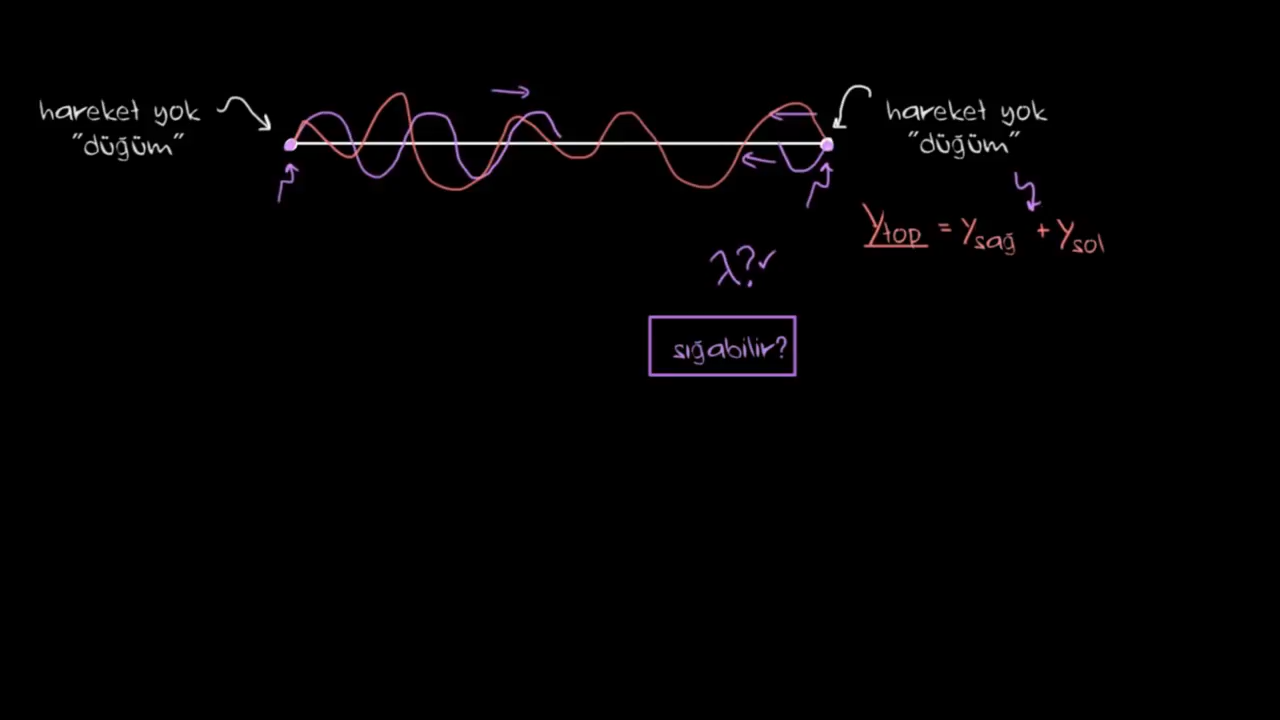 hareket yok
"düğüm"
hareket yok
"düğüm"
ytop = ysağ + ysol
λ?✓
sığabilir?